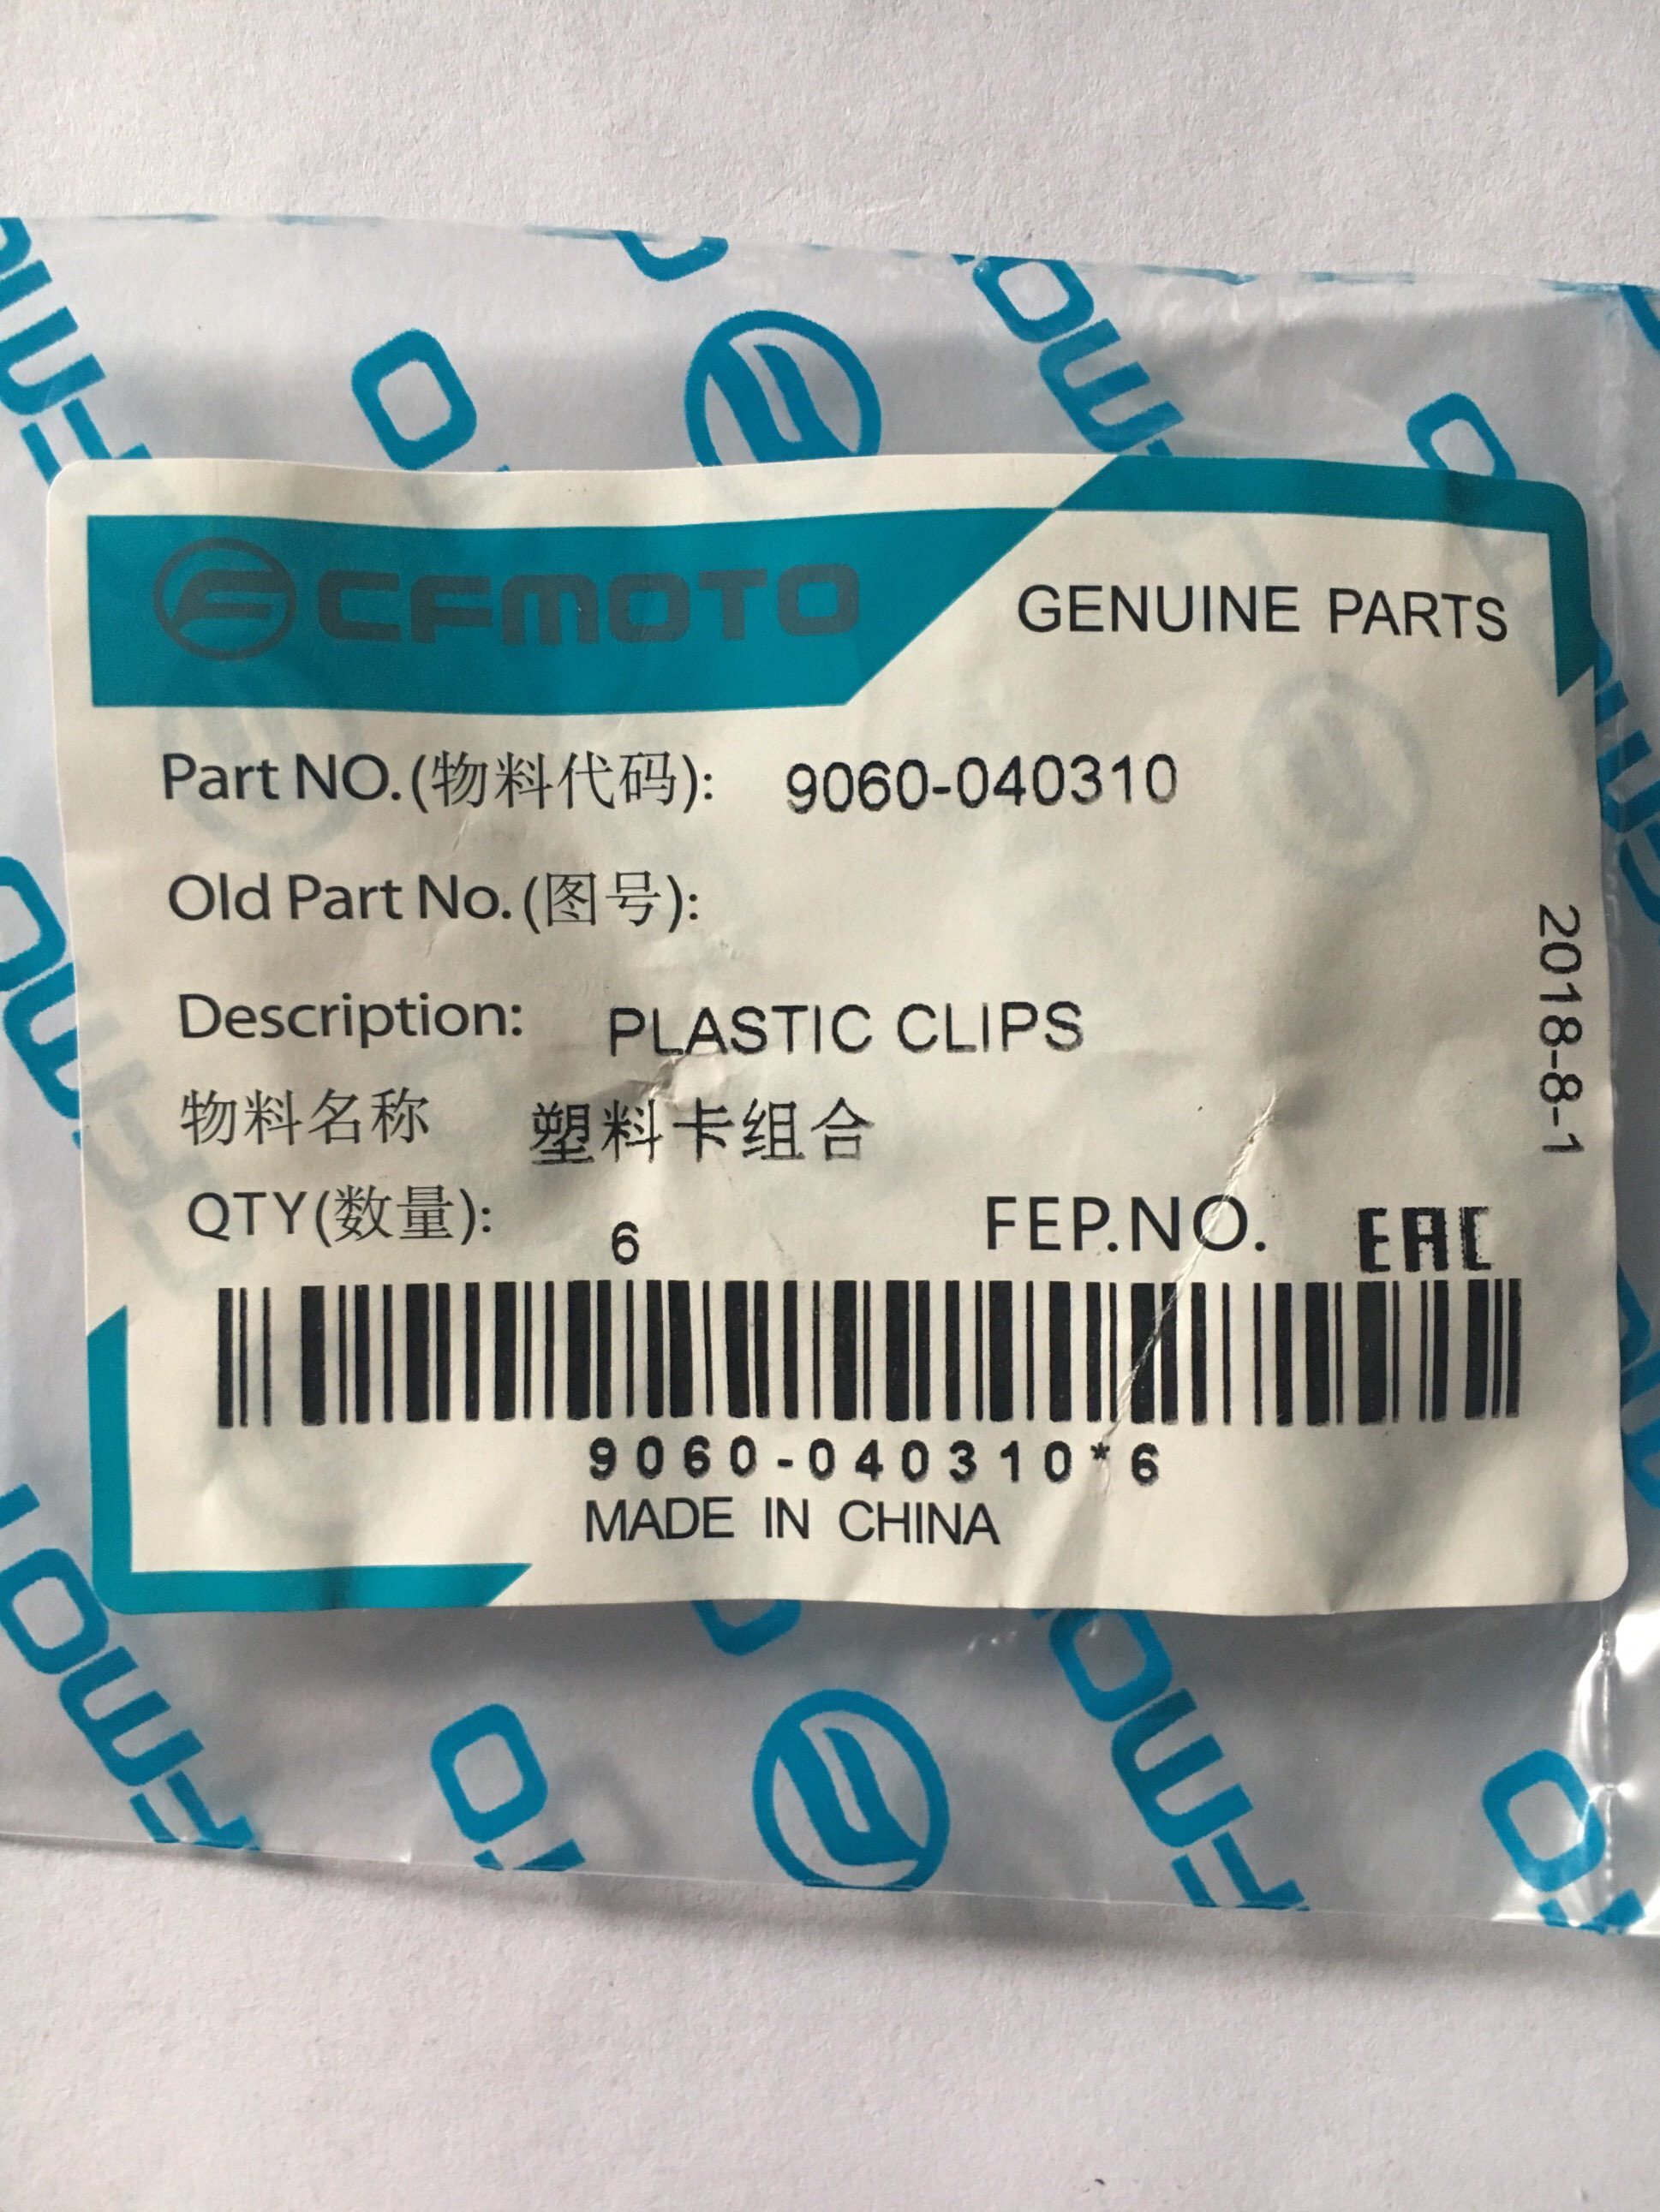 CFMOTO
GENUINE PARTS
Part NO.(物料代码): 9060-040310
Old Part No.(图号):
Description: PLASTIC CLIPS
物料名称 塑料卡组合
QTY(数量): 6 FEP.NO. EAC
9060-040310*6
MADE IN CHINA
2018-8-1